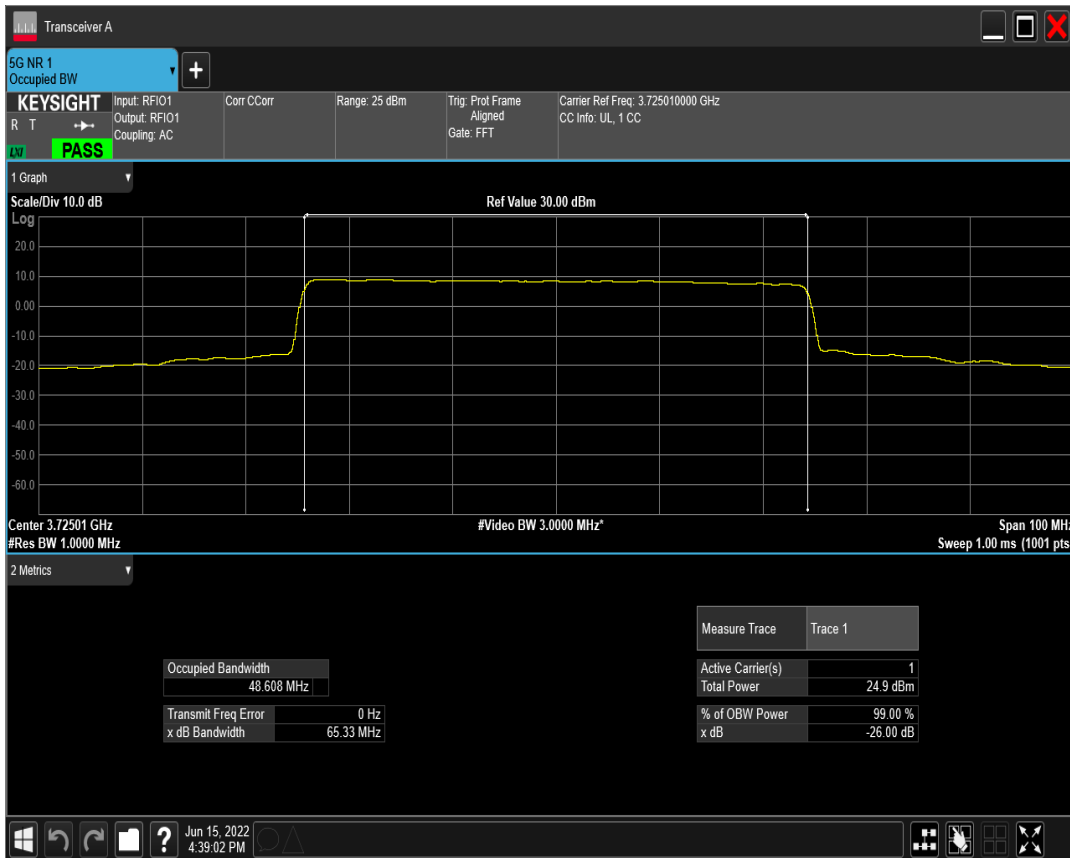 Transceiver A
5G NR 1
Occupied BW
KEYSIGHT
R T
LXI
PASS
Input: RFIO1
Output: RFIO1
Coupling: AC
Corr CCorr
Range: 25 dBm
Trig: Prot Frame
Aligned
Gate: FFT
Carrier Ref Freq: 3.725010000 GHz
CC Info: UL, 1 CC
1 Graph
Scale/Div 10.0 dB
Ref Value 30.00 dBm
Log
20.0
10.0
0.00
-10.0
-20.0
-30.0
-40.0
-50.0
-60.0
Center 3.72501 GHz
#Video BW 3.0000 MHz*
Span 100 MHz
#Res BW 1.0000 MHz
Sweep 1.00 ms (1001 pts
2 Metrics
Measure Trace Trace 1
Occupied Bandwidth
48.608 MHz
Active Carrier(s) 1
Total Power 24.9 dBm
Transmit Freq Error 0 Hz
x dB Bandwidth 65.33 MHz
% of OBW Power 99.00 %
x dB -26.00 dB
?
Jun 15, 2022
4:39:02 PM